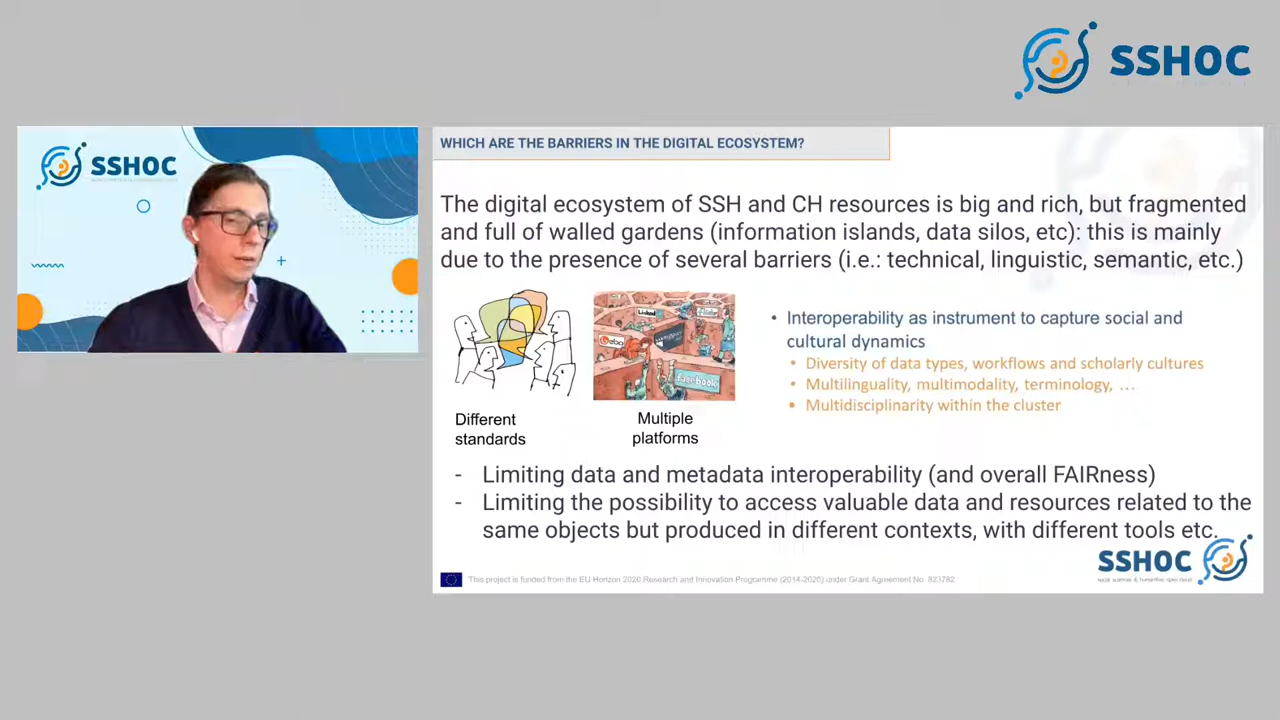 SSHOC
SSHOC
WHICH ARE THE BARRIERS IN THE DIGITAL ECOSYSTEM?
The digital ecosystem of SSH and CH resources is big and rich, but fragmented
and full of walled gardens (information islands, data silos, etc): this is mainly
due to the presence of several barriers (i.e.: technical, linguistic, semantic, etc.)
facebook
Different
standards
Multiple
platforms
• Interoperability as instrument to capture social and
cultural dynamics
• Diversity of data types, workflows and scholarly cultures
• Multilinguality, multimodality, terminology, …
• Multidisciplinarity within the cluster
- Limiting data and metadata interoperability (and overall FAIRness)
- Limiting the possibility to access valuable data and resources related to the
same objects but produced in different contexts, with different tools etc.
SSHOC
social sciences & humanities open cloud
This project is funded from the EU Horizon 2020 Research and Innovation Programme (2014-2020) under Grant Agreement No. 823782